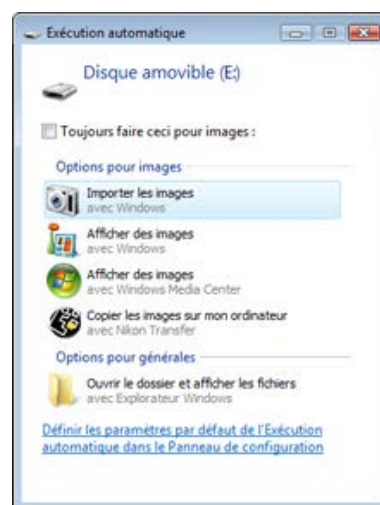 Exécution automatique
Disque amovible (E:)
Toujours faire ceci pour images :
Options pour images
Importer les images
avec Windows
Afficher des images
avec Windows
Afficher des images
avec Windows Media Center
Copier les images sur mon ordinateur
avec Nikon Transfer
Options pour générales
Ouvrir le dossier et afficher les fichiers
avec Explorateur Windows
Définir les paramètres par défaut de l'Exécution
automatique dans le Panneau de configuration